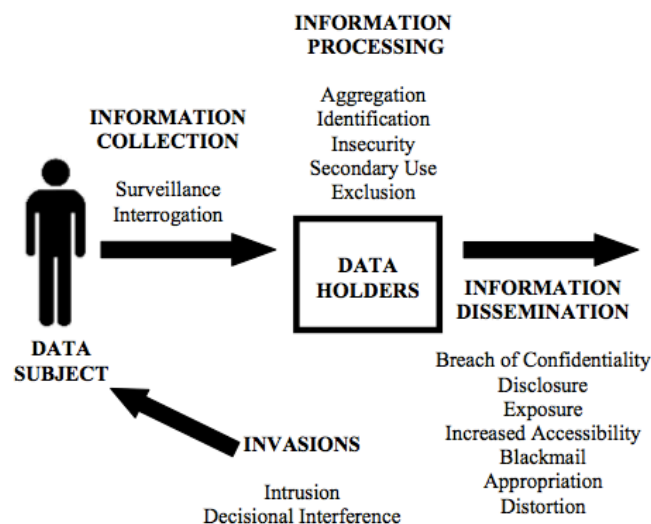 INFORMATION
PROCESSING
Aggregation
Identification
Insecurity
Secondary Use
Exclusion
INFORMATION
COLLECTION
Surveillance
Interrogation
DATA
HOLDERS
INFORMATION
DISSEMINATION
Breach of Confidentiality
Disclosure
Exposure
Increased Accessibility
Blackmail
Appropriation
Distortion
DATA
SUBJECT
INVASIONS
Intrusion
Decisional Interference